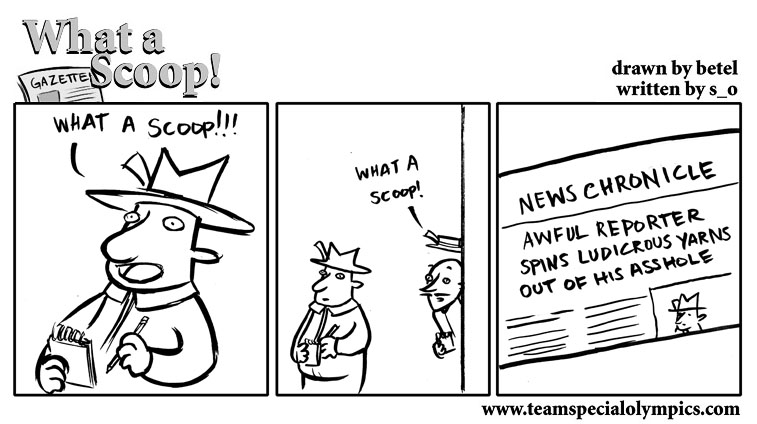 What a
Scoop!
GAZETTE
drawn by betel
written by s_o
WHAT A SCOOP!!!
WHAT A
SCOOP!
NEWS CHRONICLE
AWFUL REPORTER
SPINS LUDICROUS YARNS
OUT OF HIS ASSHOLE
www.teamspecialolympics.com